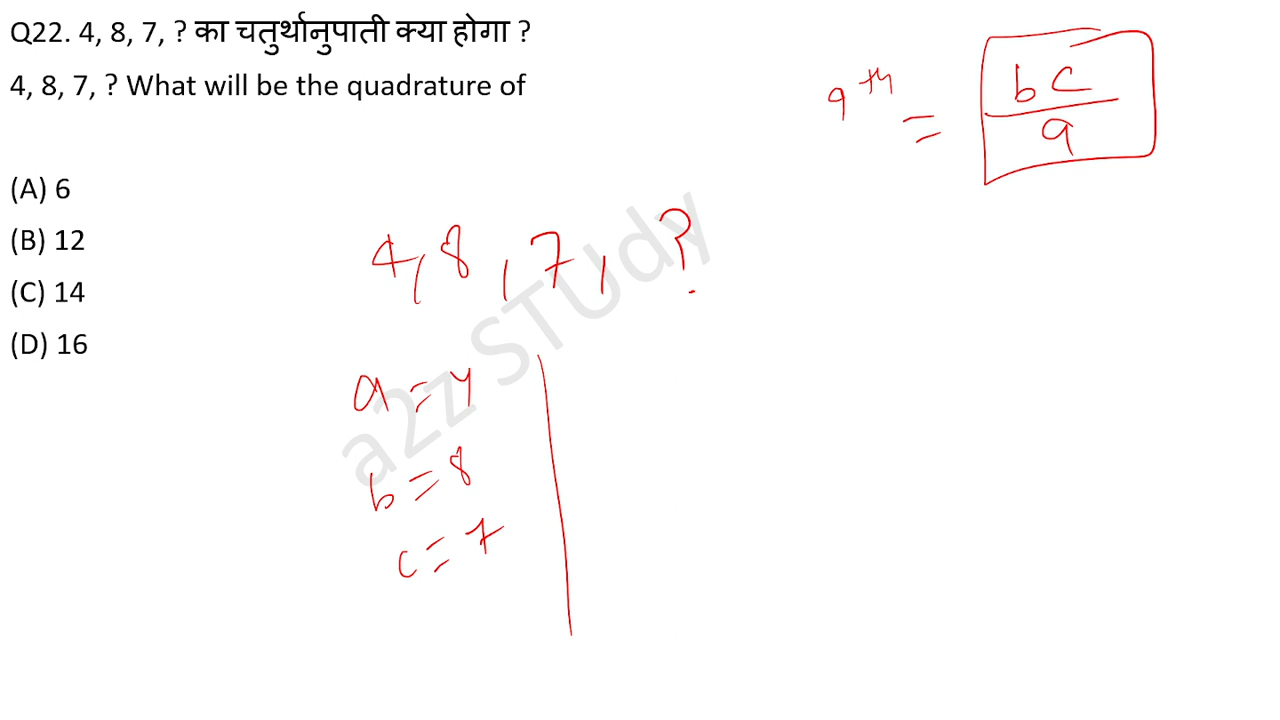 Q22. 4, 8, 7, ? का चतुर्थानुपाती क्या होगा ?
4, 8, 7, ? What will be the quadrature of
9th = bc/a
(A) 6
(B) 12
(C) 14
(D) 16
4, 8, 7, ?
a = 4
b = 8
c = 7
a2z STUdy